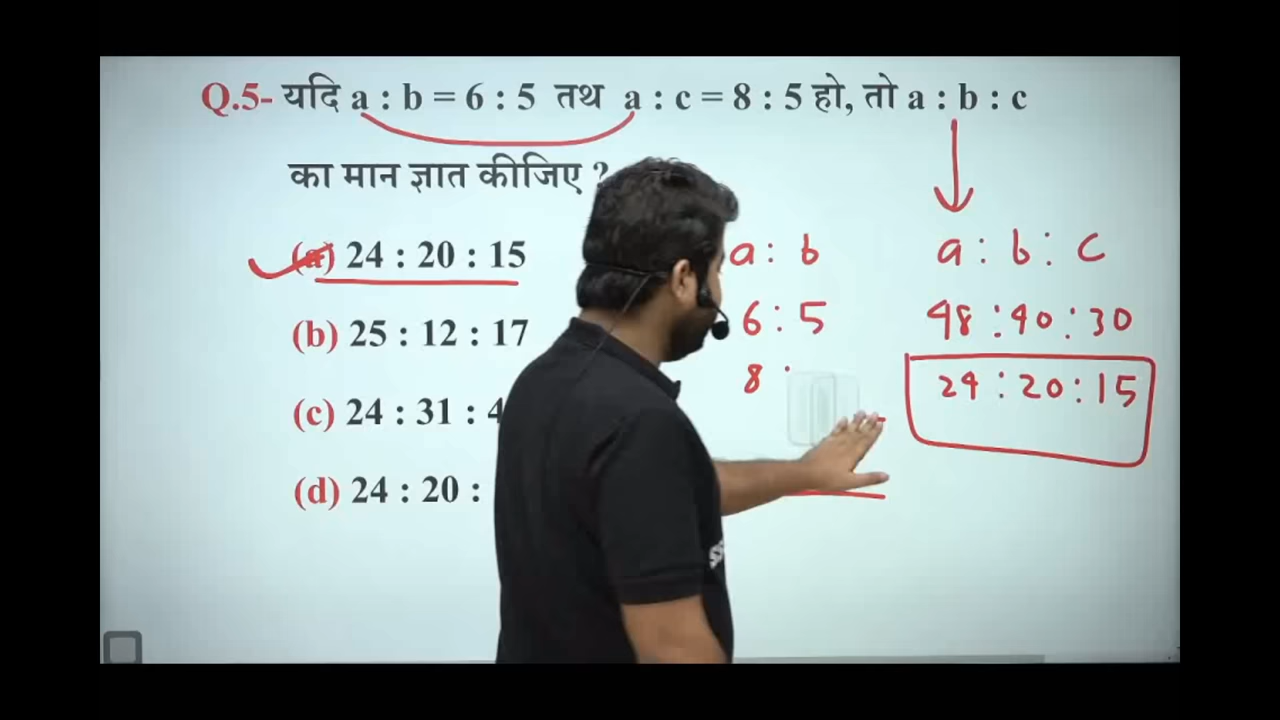 Q.5- यदि a : b = 6 : 5 तथ a : c = 8 : 5 हो, तो a : b : c
का मान ज्ञात कीजिए ?
(a) 24 : 20 : 15
(b) 25 : 12 : 17
(c) 24 : 31 : 4
(d) 24 : 20 :
a : b
6 : 5
8 :
a : b : c
48 : 40 : 30
24 : 20 : 15